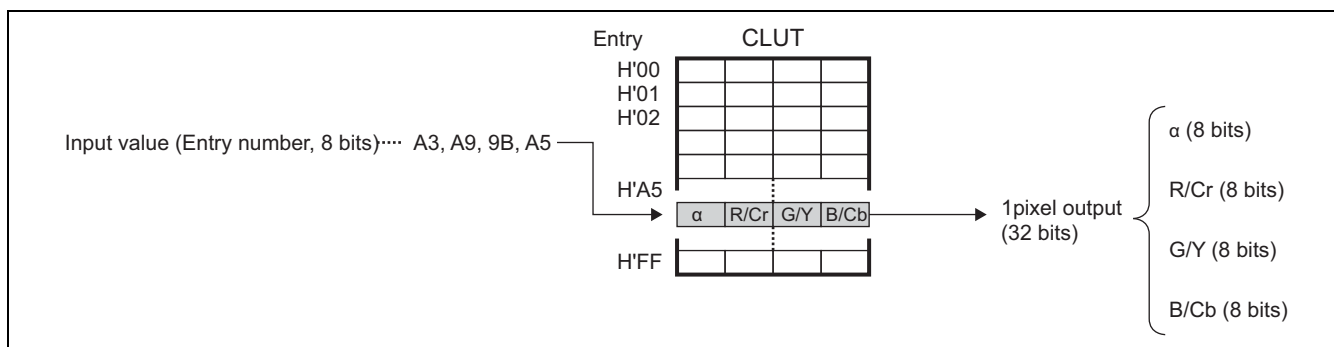 Entry CLUT
H'00
H'01
H'02
Input value (Entry number, 8 bits)····· A3, A9, 9B, A5
H'A5
α R/Cr G/Y B/Cb
H'FF
1pixel output
(32 bits)
α (8 bits)
R/Cr (8 bits)
G/Y (8 bits)
B/Cb (8 bits)